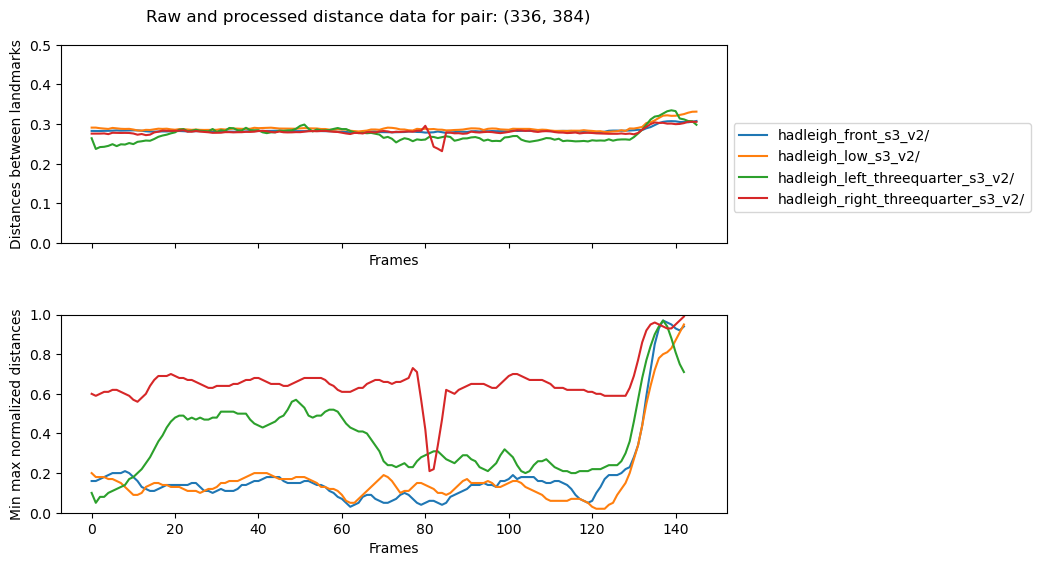 Raw and processed distance data for pair: (336, 384)
Distances between landmarks
0.5
0.4
0.3
0.2
0.1
0.0
Frames
hadleigh_front_s3_v2/
hadleigh_low_s3_v2/
hadleigh_left_threequarter_s3_v2/
hadleigh_right_threequarter_s3_v2/
Min max normalized distances
1.0
0.8
0.6
0.4
0.2
0.0
0 20 40 60 80 100 120 140
Frames